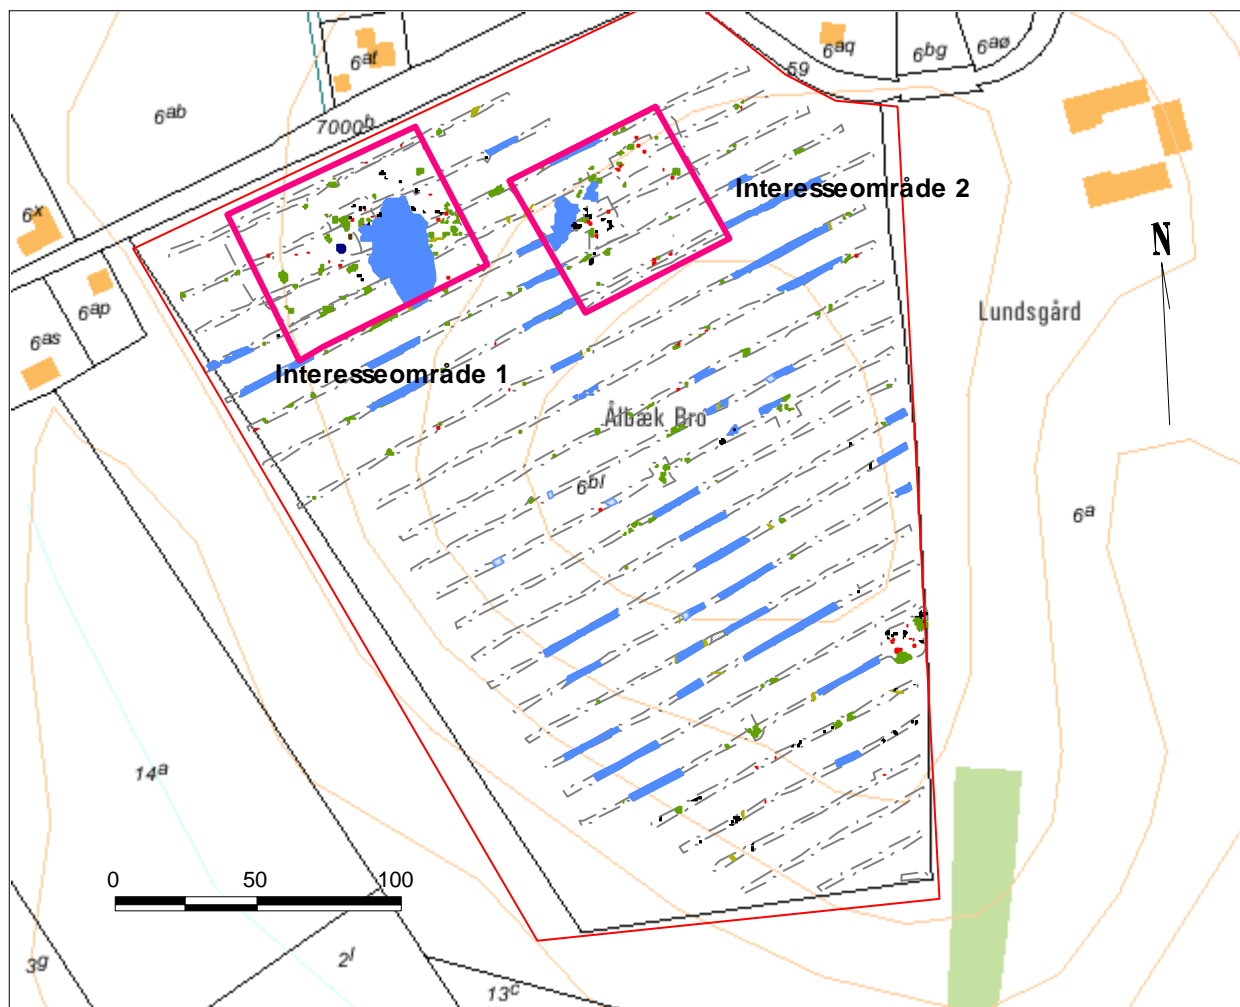 6af
6aq
6bg
6aø
59
6ab
7000b
Interesseområde 2
6x
N
6ap
Lundsgård
6as
Interesseområde 1
Ålbæk Bro
6bl
6a
14a
0 50 100
3g
2f
13c